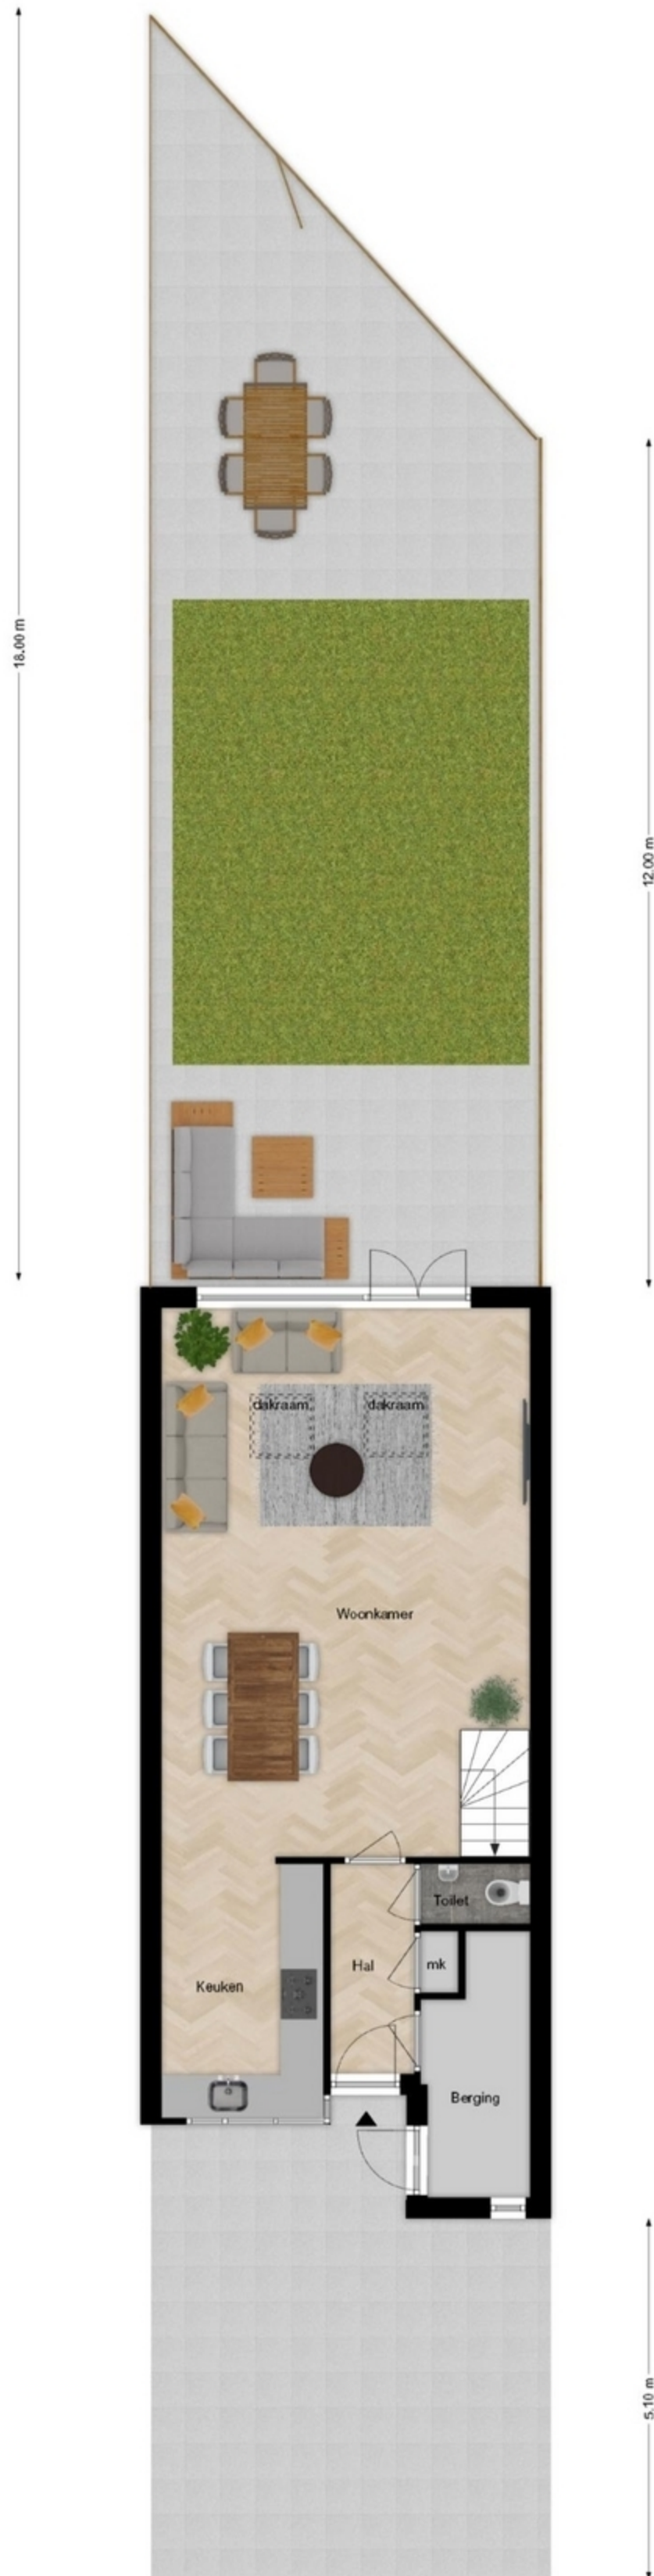 18.00 m
12.00 m
dakraam
dakraam
Woonkamer
Toilet
Hal
mk
Keuken
Berging
5.10 m